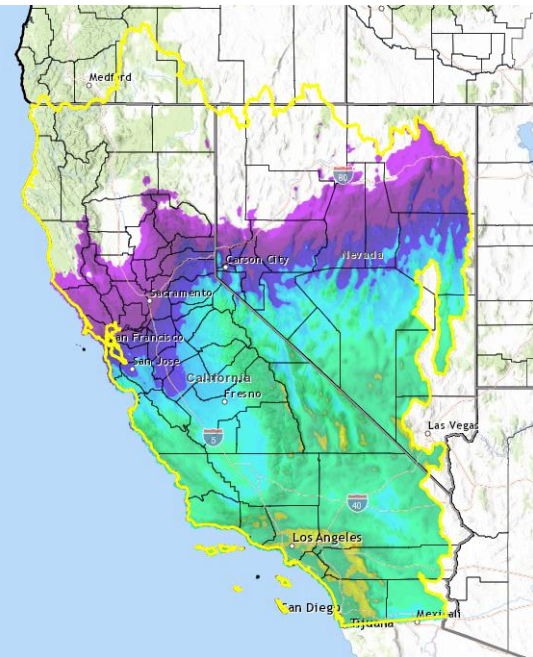 Medford
80
Carson City
Nevada
Sacramento
San Francisco
San Jose
California
Fresno
5
Las Vegas
40
Los Angeles
San Diego
Mexicali
Tijuana